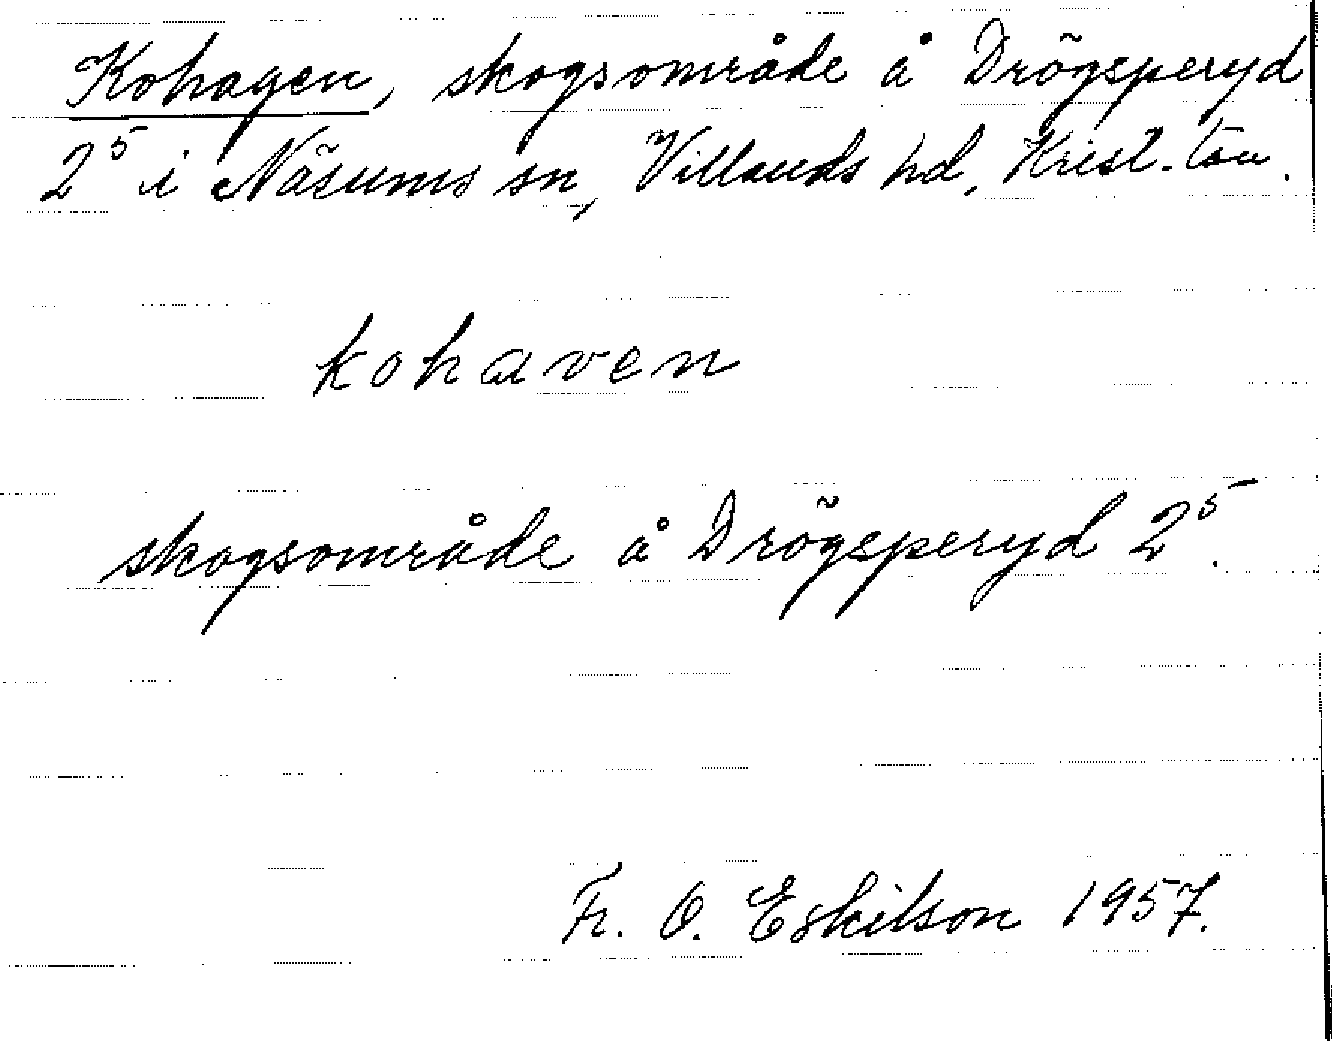 Kohagen, skogsområde å Drögsperyd
2⁵ i Näsums sn, Villands hd, Krist. län.
kohaven
skogsområde å Drögsperyd 2⁵.
Fr. O. Eskilson 1957.